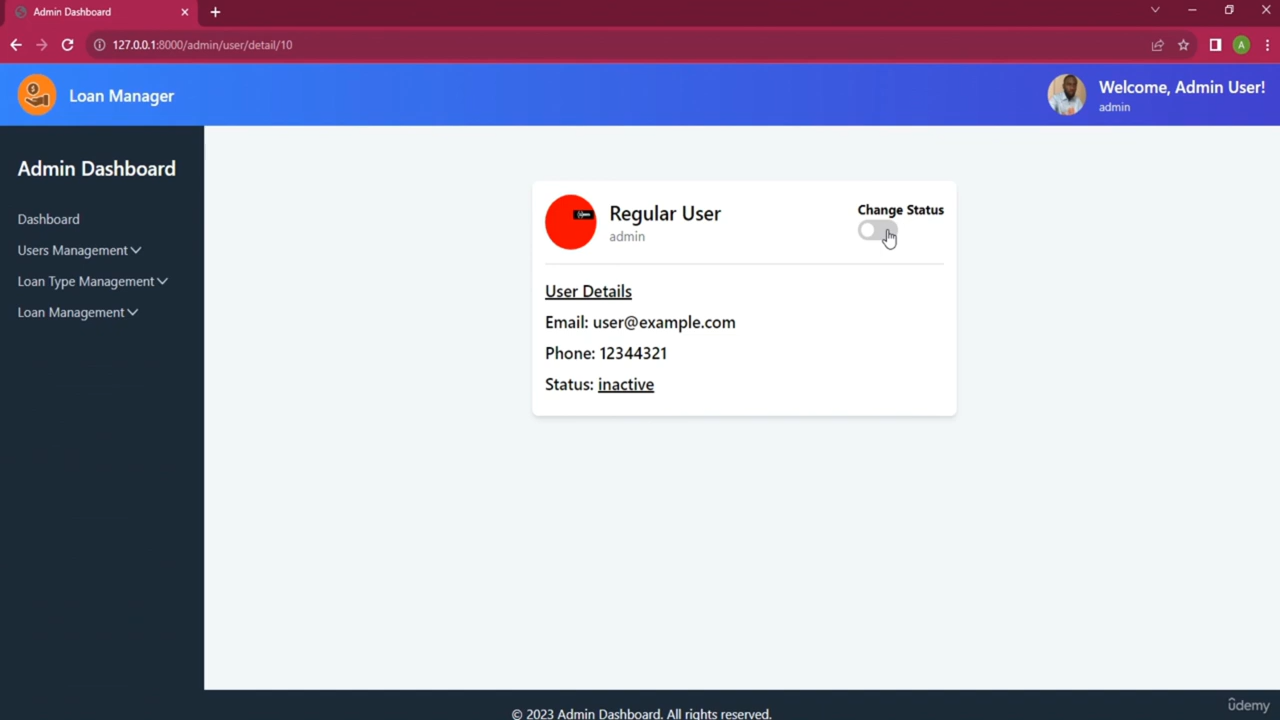 Admin Dashboard
127.0.0.1:8000/admin/user/detail/10
A
Loan Manager
Welcome, Admin User!
admin
Admin Dashboard
Dashboard
Users Management
Loan Type Management
Loan Management
Regular User
admin
Change Status
User Details
Email: user@example.com
Phone: 12344321
Status: inactive
© 2023 Admin Dashboard. All rights reserved.
ûdemy